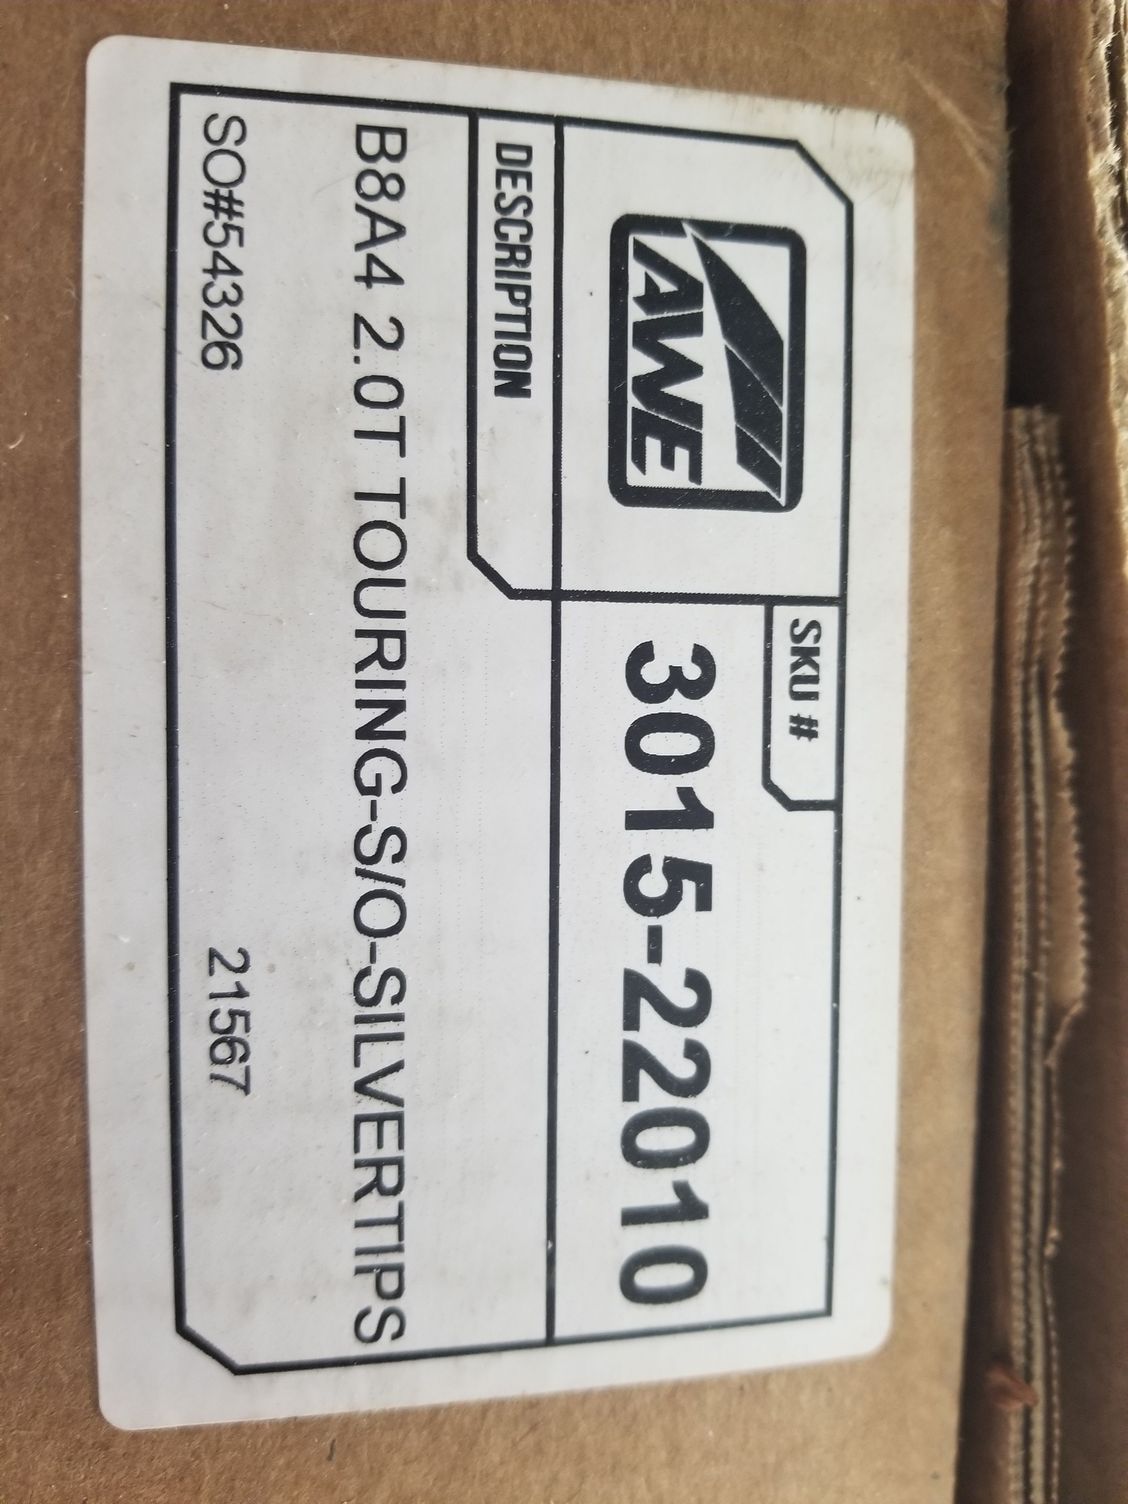 AWE
SKU #
3015-22010
DESCRIPTION
B8A4 2.0T TOURING-S/O-SILVERTIPS
SO#54326 21567